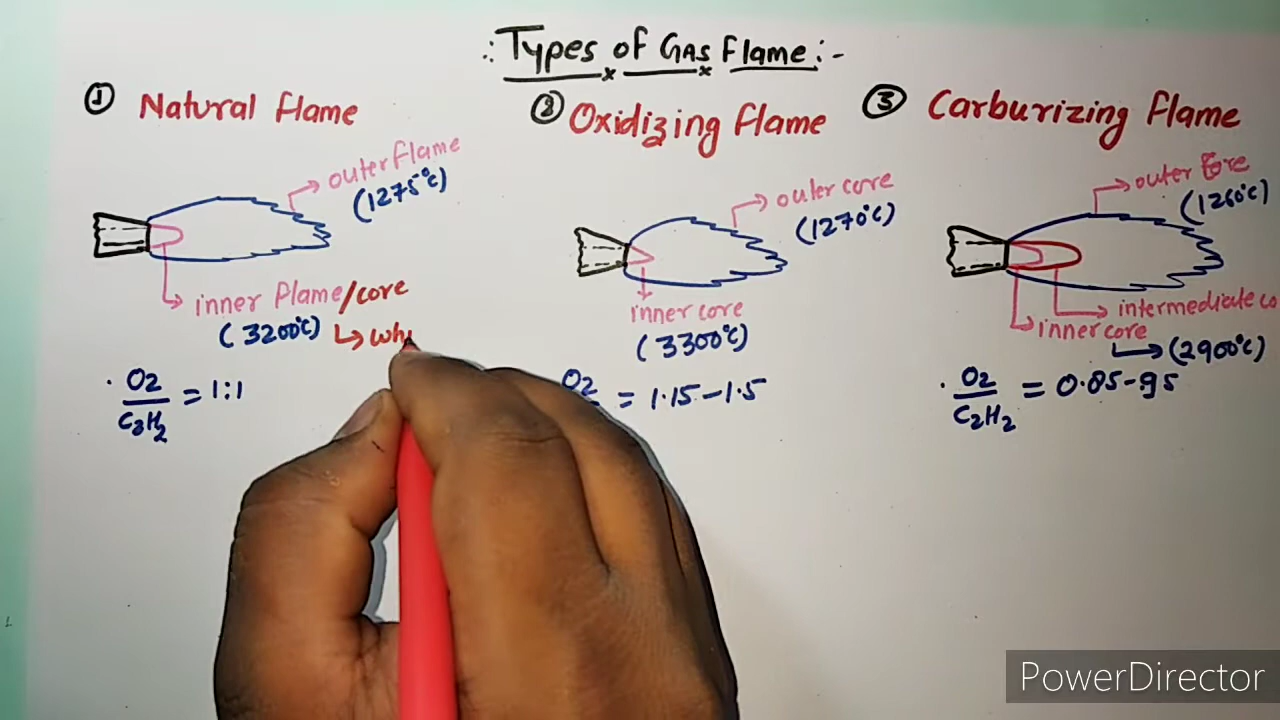 ∴ Types of Gas Flame :-
① Natural flame
outer flame
(1275°C)
inner flame/core
(3200°C)
O2/C3H2 = 1:1
② Oxidizing flame
outer core
(1270°C)
inner core
(3300°C)
O2 = 1.15-1.5
③ Carburizing flame
outer
(1260°C)
intermediate
inner core
(2900°C)
O2/C2H2 = 0.85-.95
PowerDirector